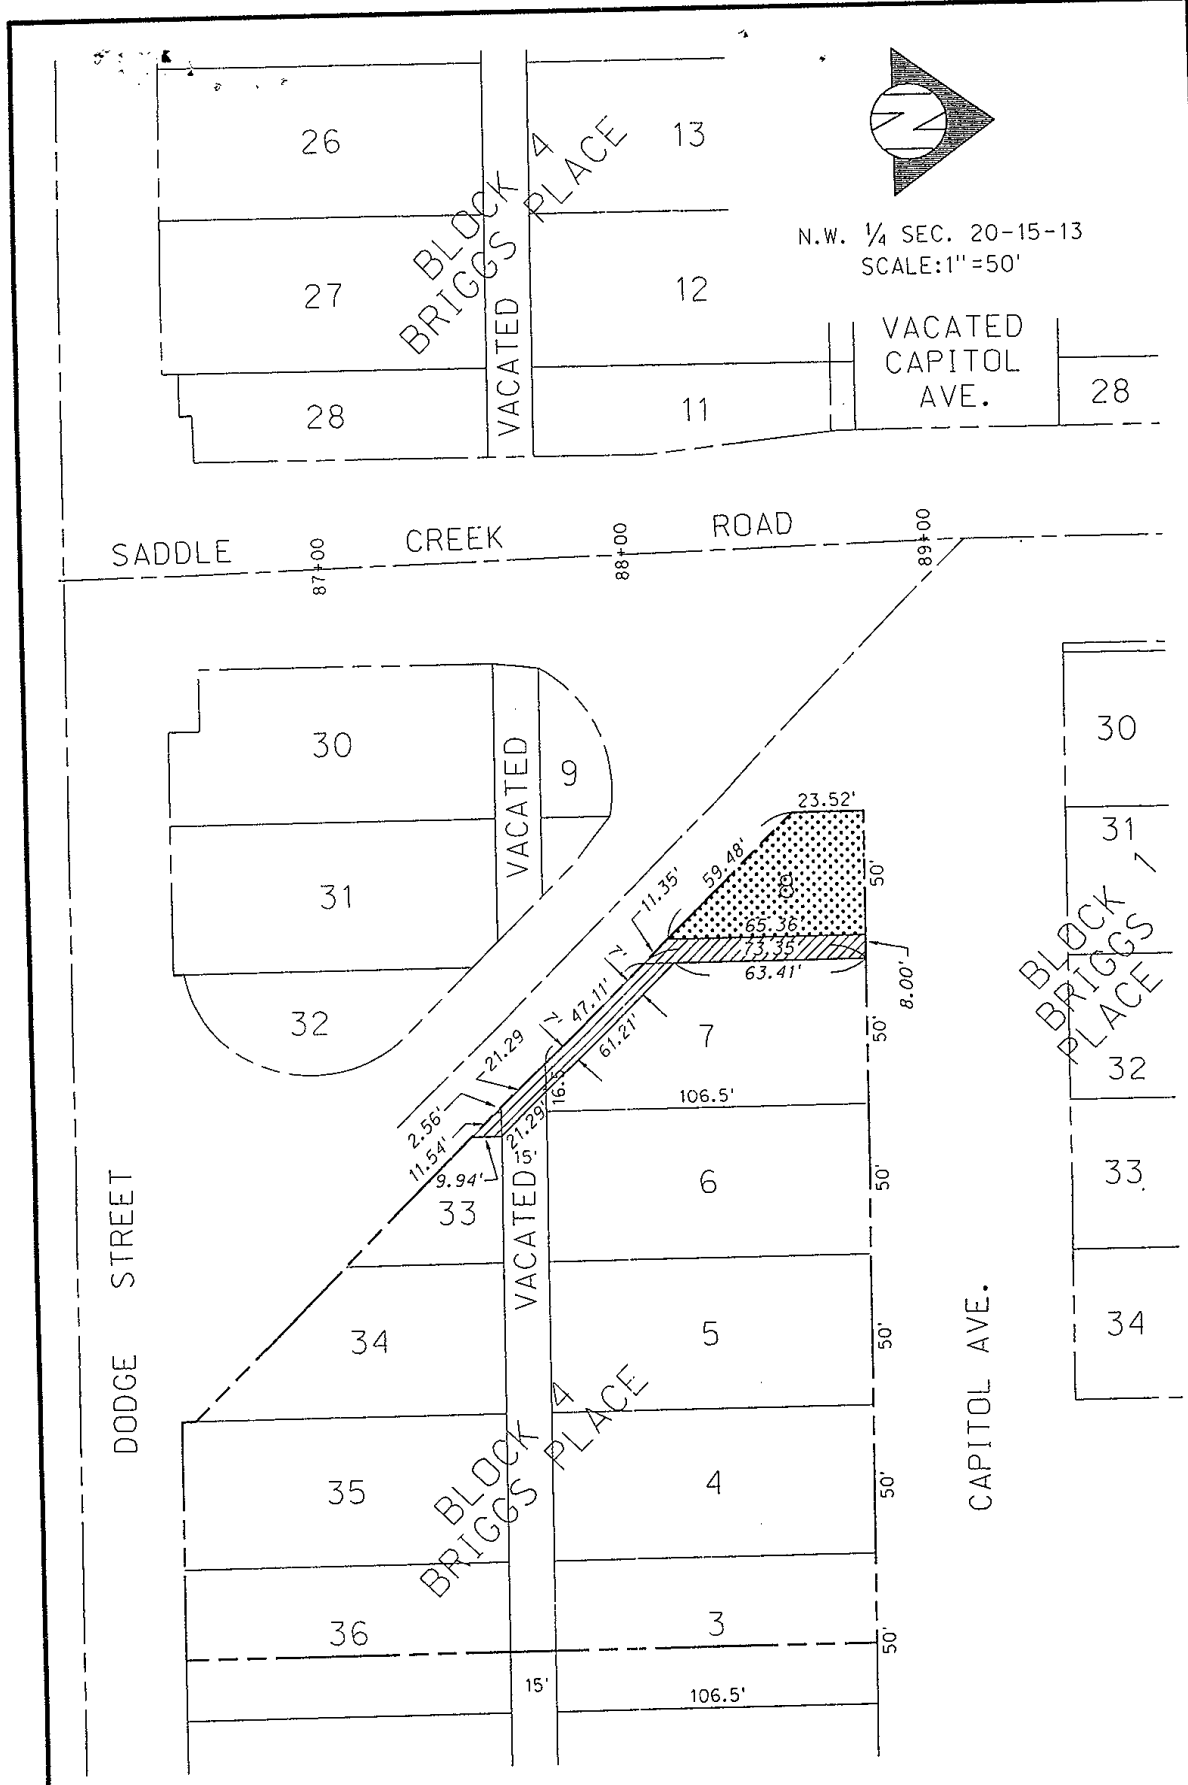 N
N.W. ¼ SEC. 20-15-13
SCALE:1"=50'
26
13
BLOCK 4
BRIGGS PLACE
27
12
VACATED
VACATED
CAPITOL
AVE.
28
11
28
SADDLE CREEK ROAD
87+00
88+00
89+00
30
VACATED
9
31
32
30
31
BLOCK 1
BRIGGS
PLACE
32
33
34
23.52'
59.48'
50'
8
11.35'
65.36'
73.35'
63.41'
8.00'
7'
47.11'
7'
61.21'
21.29
16.5'
7
50'
106.5'
2.56'
11.54'
21.29'
15'
9.94'
33
VACATED
6
50'
34
5
50'
DODGE STREET
CAPITOL AVE.
BLOCK 4
BRIGGS PLACE
35
4
50'
36
3
50'
15'
106.5'